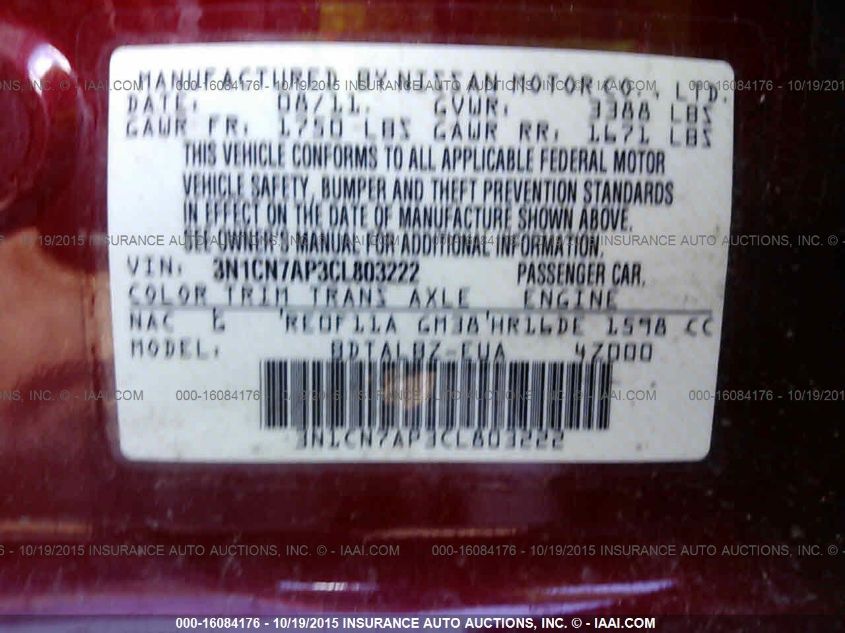 MANUFACTURED BY NISSAN MOTOR CO., LTD.
DATE: 08/11. GVWR: 3388 LBS
GAWR FR: 1750 LBS GAWR RR: 1671 LBS
THIS VEHICLE CONFORMS TO ALL APPLICABLE FEDERAL MOTOR
VEHICLE SAFETY, BUMPER AND THEFT PREVENTION STANDARDS
IN EFFECT ON THE DATE OF MANUFACTURE SHOWN ABOVE.
SEE OWNER'S MANUAL FOR ADDITIONAL INFORMATION.
VIN: 3N1CN7AP3CL803222 PASSENGER CAR.
COLOR TRIM TRANS AXLE ENGINE
NAC G 'RE0F11A GM38'HR16DE 1598 CC
MODEL: BDTALBZ-EUA 4Z000
3N1CN7AP3CL803222
000-16084176 - 10/19/2015 INSURANCE AUTO AUCTIONS, INC. © - IAAI.COM